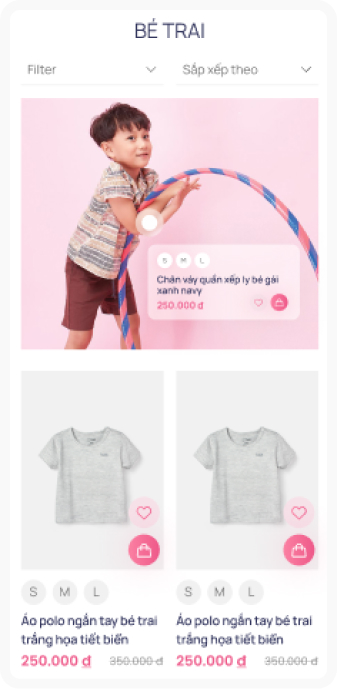 BÉ TRAI
Filter
Sắp xếp theo
S M L
Chân váy quần xếp ly bé gái
xanh navy
250.000 đ
S M L
Áo polo ngắn tay bé trai
trắng họa tiết biển
250.000 đ 350.000 đ
S M L
Áo polo ngắn tay bé trai
trắng họa tiết biển
250.000 đ 350.000 đ